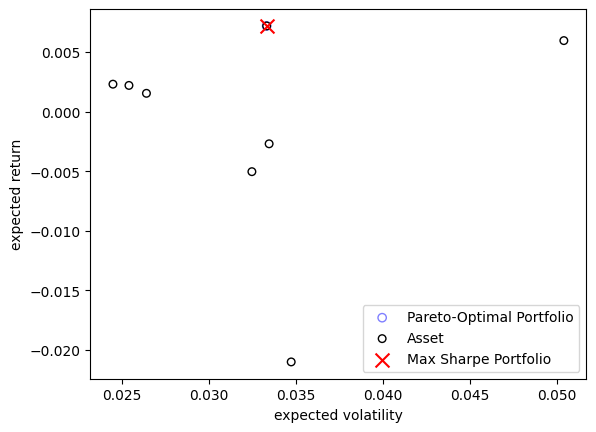 0.005
0.000
−0.005
−0.010
−0.015
−0.020
expected return
Pareto-Optimal Portfolio
Asset
Max Sharpe Portfolio
0.025 0.030 0.035 0.040 0.045 0.050
expected volatility